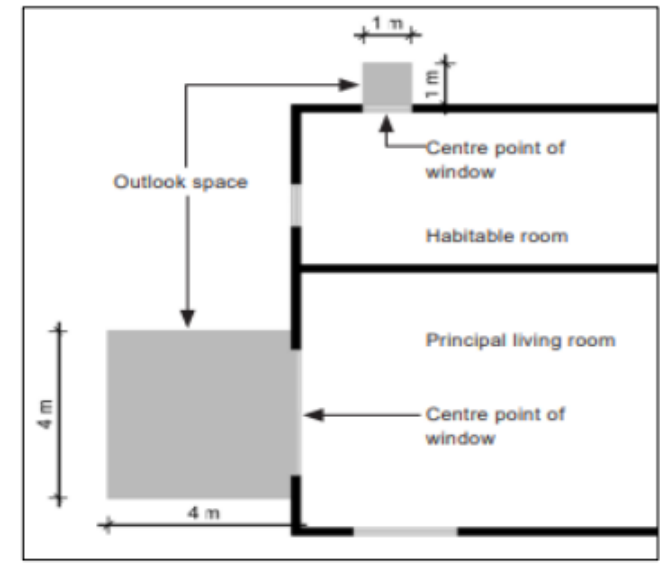 1 m
1 m
Centre point of
window
Outlook space
Habitable room
Principal living room
4 m
Centre point of
window
4 m